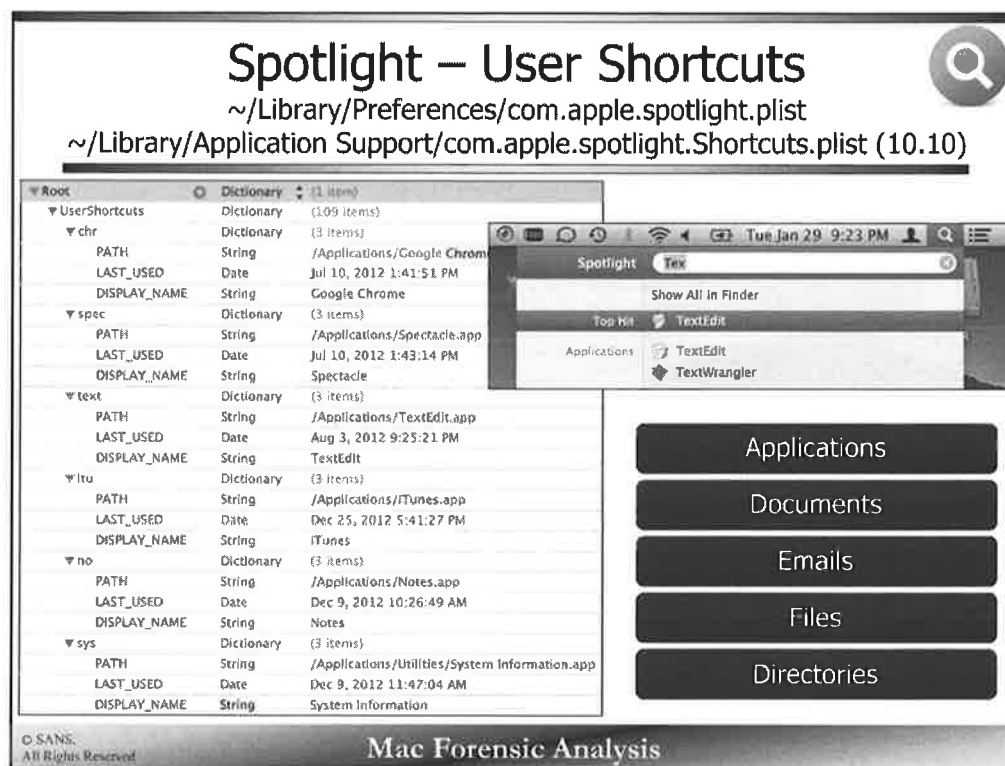 Spotlight – User Shortcuts
~/Library/Preferences/com.apple.spotlight.plist
~/Library/Application Support/com.apple.spotlight.Shortcuts.plist (10.10)
Root Dictionary (1 item)
UserShortcuts Dictionary (109 items)
chr Dictionary (3 items)
PATH String /Applications/Google Chrome
LAST_USED Date Jul 10, 2012 1:41:51 PM
DISPLAY_NAME String Google Chrome
spec Dictionary (3 items)
PATH String /Applications/Spectacle.app
LAST_USED Date Jul 10, 2012 1:43:14 PM
DISPLAY_NAME String Spectacle
text Dictionary (3 items)
PATH String /Applications/TextEdit.app
LAST_USED Date Aug 3, 2012 9:25:21 PM
DISPLAY_NAME String TextEdit
itu Dictionary (3 items)
PATH String /Applications/iTunes.app
LAST_USED Date Dec 25, 2012 5:41:27 PM
DISPLAY_NAME String iTunes
no Dictionary (3 items)
PATH String /Applications/Notes.app
LAST_USED Date Dec 9, 2012 10:26:49 AM
DISPLAY_NAME String Notes
sys Dictionary (3 items)
PATH String /Applications/Utilities/System Information.app
LAST_USED Date Dec 9, 2012 11:47:04 AM
DISPLAY_NAME String System Information
Tue Jan 29 9:23 PM
Spotlight Tex
Show All in Finder
Top Hit TextEdit
Applications TextEdit
TextWrangler
Applications
Documents
Emails
Files
Directories
© SANS,
All Rights Reserved
Mac Forensic Analysis